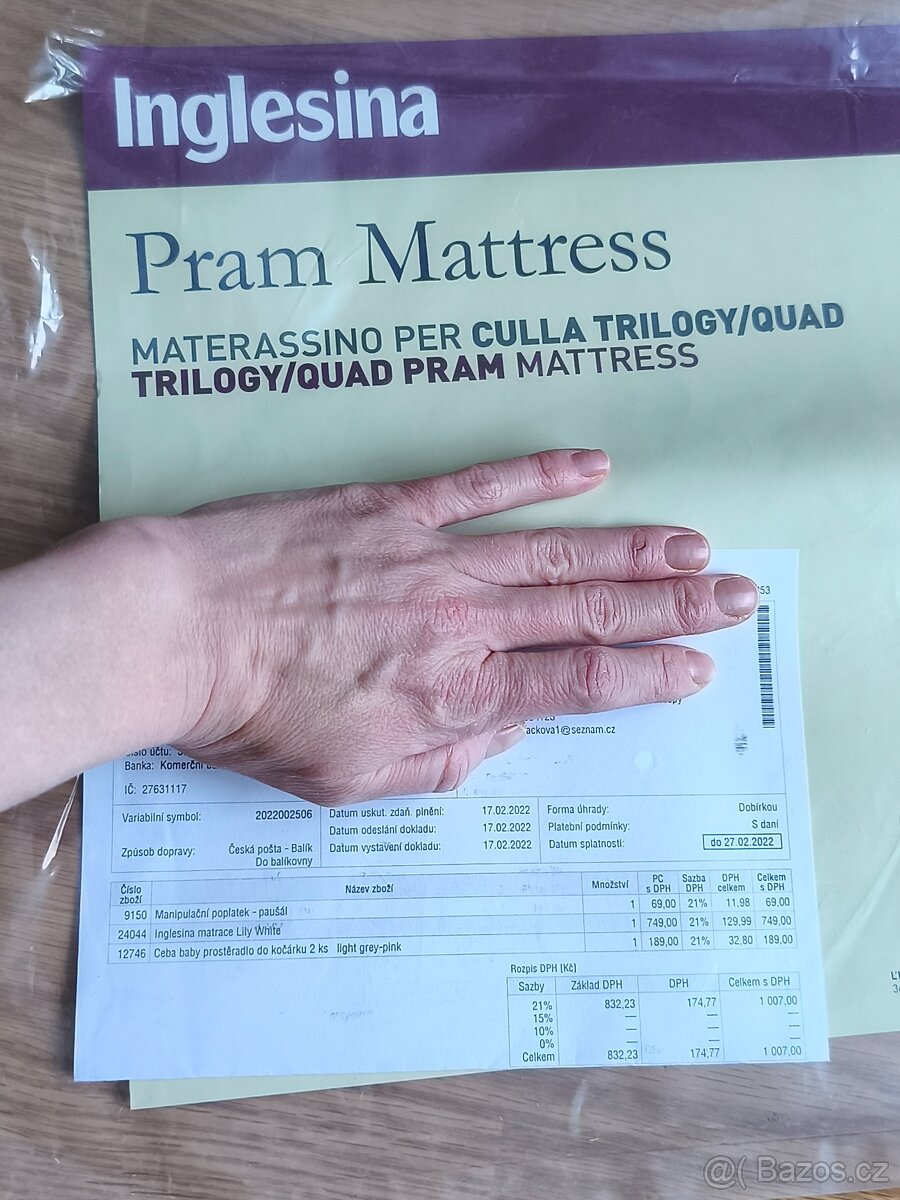 Inglesina
Pram Mattress
MATERASSINO PER CULLA TRILOGY/QUAD
TRILOGY/QUAD PRAM MATTRESS
53
ackova1@seznam.cz
Číslo účtu:
Banka: Komerční
IČ: 27631117
Variabilní symbol: 2022002506
Způsob dopravy: Česká pošta - Balík
Do balíkovny
Datum uskut. zdaň. plnění: 17.02.2022
Datum odeslání dokladu: 17.02.2022
Datum vystavení dokladu: 17.02.2022
Forma úhrady: Dobírkou
Platební podmínky: S daní
Datum splatnosti: do 27.02.2022
Číslo zboží Název zboží Množství PC s DPH Sazba DPH DPH celkem Celkem s DPH
9150 Manipulační poplatek - paušál 1 69,00 21% 11,98 69,00
24044 Inglesina matrace Lily White 1 749,00 21% 129,99 749,00
12746 Ceba baby prostěradlo do kočárku 2 ks light grey-pink 1 189,00 21% 32,80 189,00
Rozpis DPH [Kč]
Sazby Základ DPH DPH Celkem s DPH
21% 832,23 174,77 1 007,00
15% — — —
10% — — —
0% — — —
Celkem 832,23 174,77 1 007,00
@( Bazos.cz